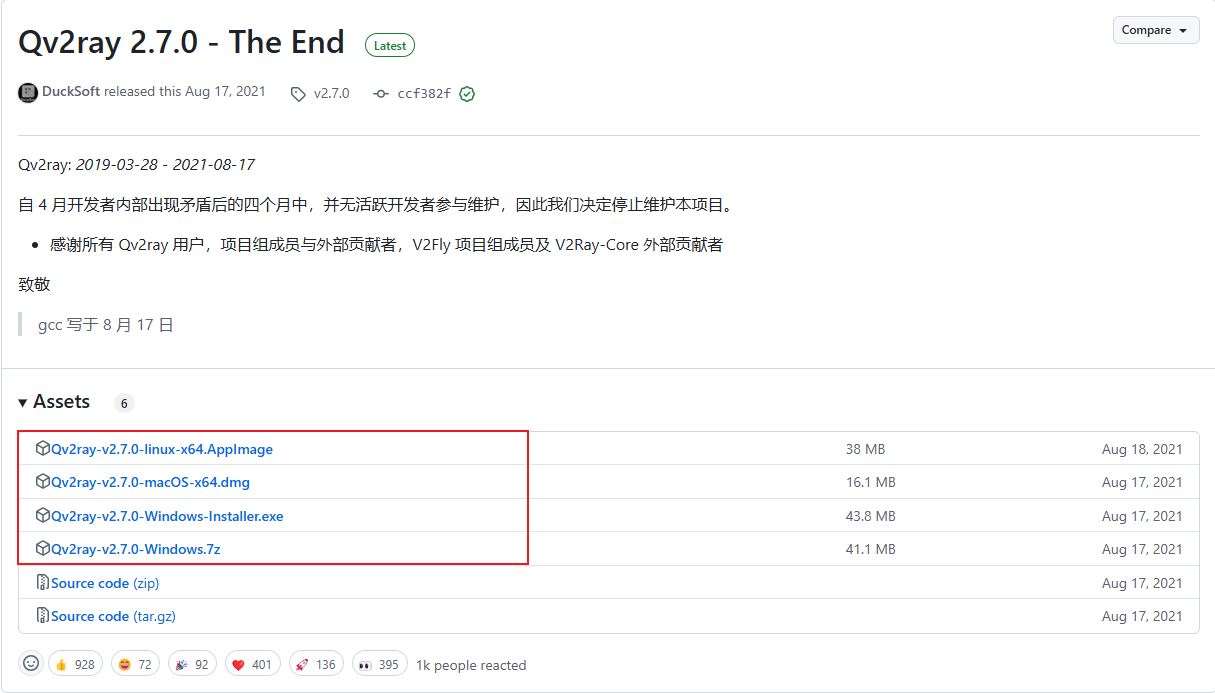 Qv2ray 2.7.0 - The End Latest Compare
DuckSoft released this Aug 17, 2021 v2.7.0 ccf382f
Qv2ray: 2019-03-28 - 2021-08-17
自 4 月开发者内部出现矛盾后的四个月中，并无活跃开发者参与维护，因此我们决定停止维护本项目。
感谢所有 Qv2ray 用户，项目组成员与外部贡献者，V2Fly 项目组成员及 V2Ray-Core 外部贡献者
致敬
gcc 写于 8 月 17 日
Assets 6
Qv2ray-v2.7.0-linux-x64.AppImage 38 MB Aug 18, 2021
Qv2ray-v2.7.0-macOS-x64.dmg 16.1 MB Aug 17, 2021
Qv2ray-v2.7.0-Windows-Installer.exe 43.8 MB Aug 17, 2021
Qv2ray-v2.7.0-Windows.7z 41.1 MB Aug 17, 2021
Source code (zip) Aug 17, 2021
Source code (tar.gz) Aug 17, 2021
928 72 92 401 136 395 1k people reacted